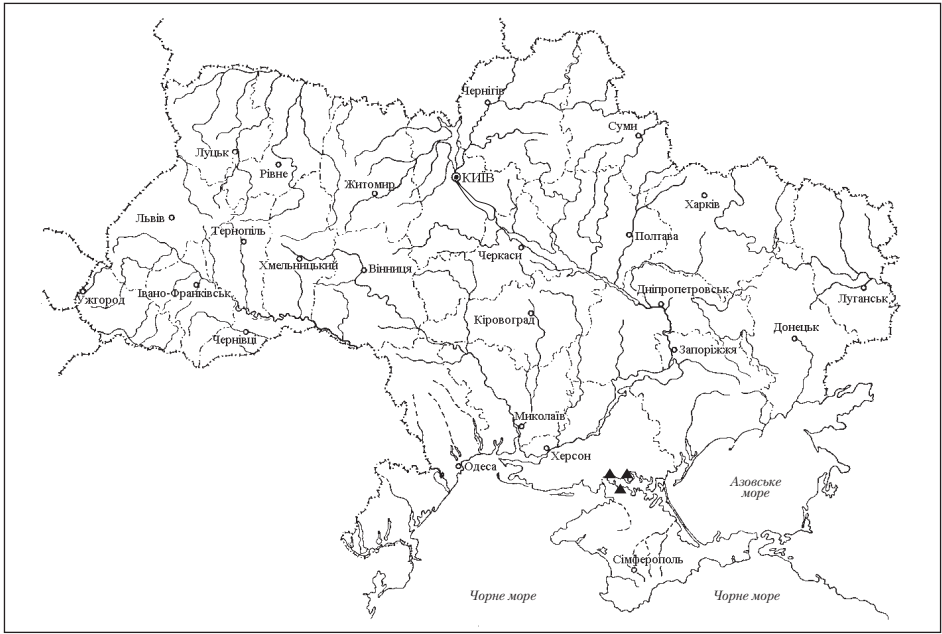 Чернігів
Суми
Луцьк
Рівне
КИЇВ
Житомир
Харків
Львів
Тернопіль
Полтава
Черкаси
Хмельницький
Вінниця
Ужгород
Івано-Франківськ
Дніпропетровськ
Луганськ
Кіровоград
Донецьк
Чернівці
Запоріжжя
Миколаїв
Херсон
Одеса
Азовське
море
Сімферополь
Чорне море
Чорне море